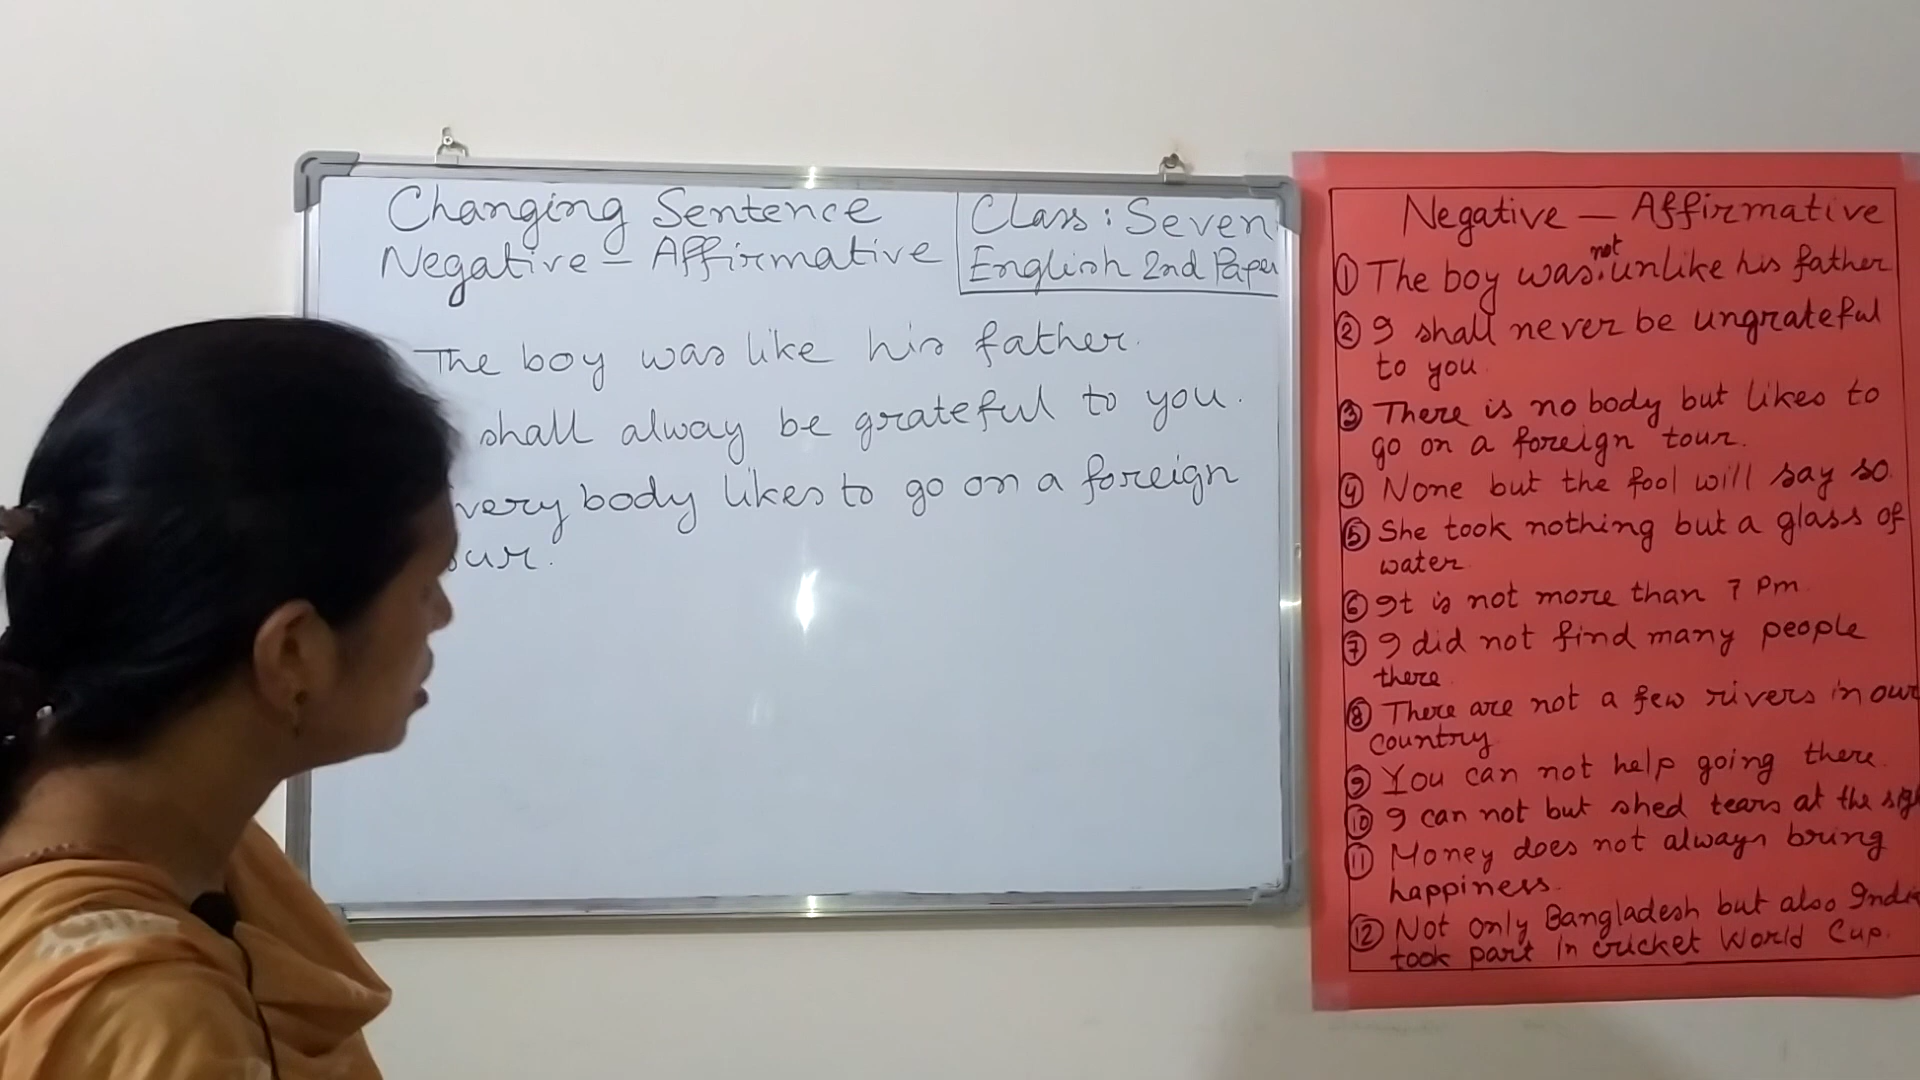 Changing Sentence
Negative – Affirmative
Class : Seven
English 2nd Paper
The boy was like his father.
shall alway be grateful to you.
very body likes to go on a foreign
our.
Negative – Affirmative
① The boy was not unlike his father
② I shall never be ungrateful
to you.
③ There is no body but likes to
go on a foreign tour.
④ None but the fool will say so.
⑤ She took nothing but a glass of
water.
⑥ It is not more than 7 Pm.
⑦ I did not find many people
there.
⑧ There are not a few rivers in our
country.
⑨ You can not help going there.
⑩ I can not but shed tears at the sigh
⑪ Money does not always bring
happiness.
⑫ Not only Bangladesh but also India
took part in cricket World Cup.